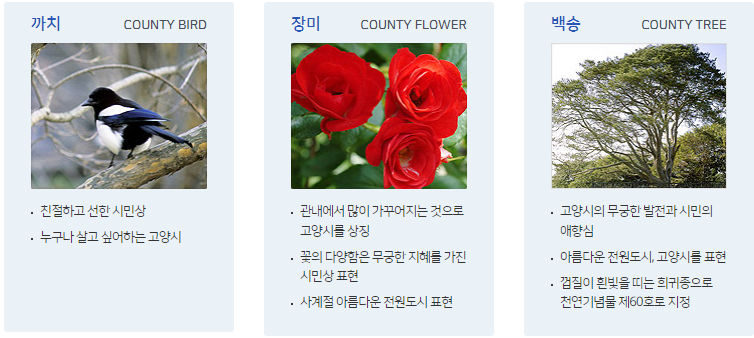 까치 COUNTY BIRD
친절하고 선한 시민상
누구나 살고 싶어하는 고양시
장미 COUNTY FLOWER
관내에서 많이 가꾸어지는 것으로
고양시를 상징
꽃의 다양함은 무궁한 지혜를 가진
시민상 표현
사계절 아름다운 전원도시 표현
백송 COUNTY TREE
고양시의 무궁한 발전과 시민의
애향심
아름다운 전원도시, 고양시를 표현
껍질이 흰빛을 띠는 희귀종으로
천연기념물 제60호로 지정